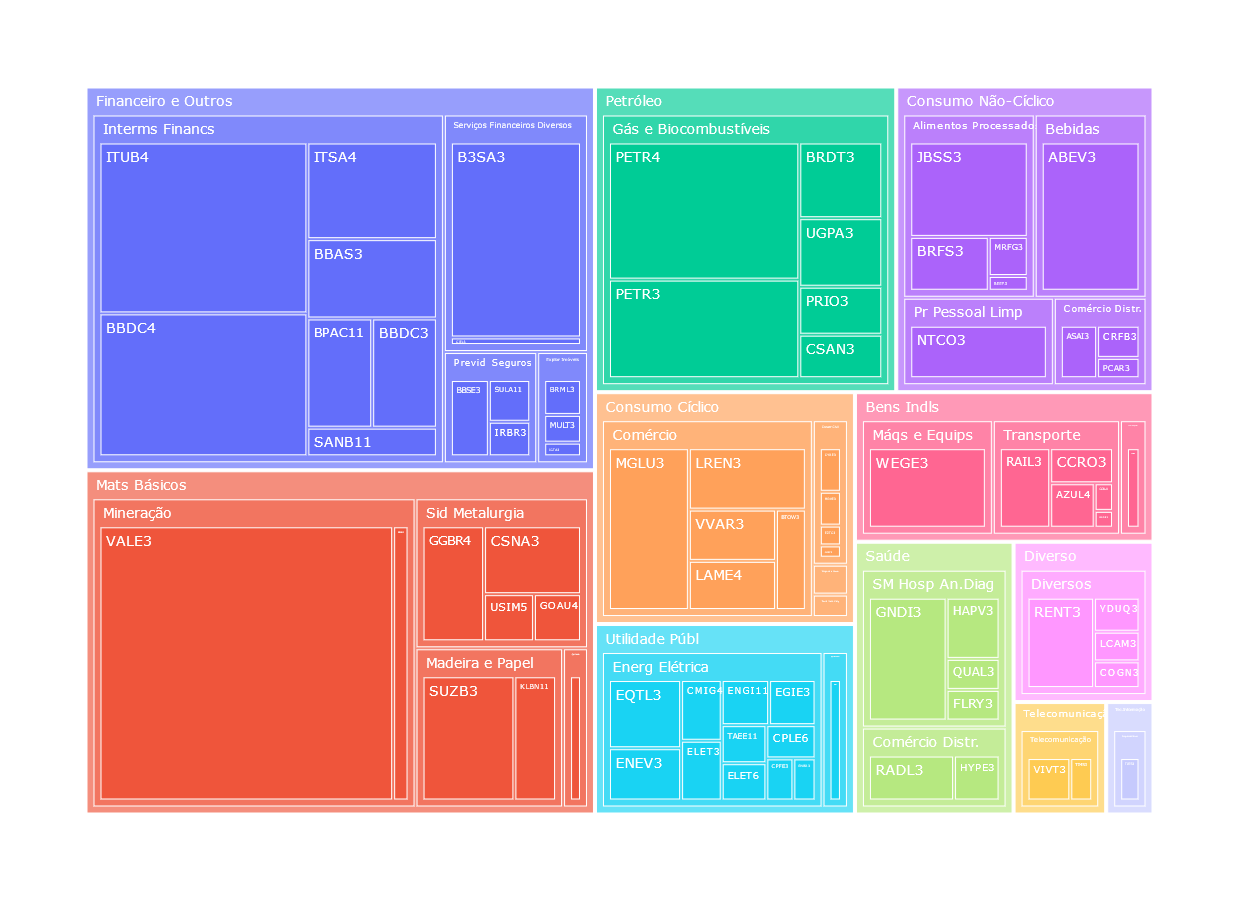 Financeiro e Outros
Interms Financs
ITUB4
ITSA4
BBAS3
BBDC4
BPAC11
BBDC3
SANB11
Serviços Financeiros Diversos
B3SA3
Previd Seguros
BBSE3
SULA11
IRBR3
BRML3
MULT3
Mats Básicos
Mineração
VALE3
Sid Metalurgia
GGBR4
CSNA3
USIM5
GOAU4
Madeira e Papel
SUZB3
KLBN11
Petróleo
Gás e Biocombustíveis
PETR4
PETR3
BRDT3
UGPA3
PRIO3
CSAN3
Consumo Cíclico
Comércio
MGLU3
LREN3
VVAR3
LAME4
BTOW3
Utilidade Públ
Energ Elétrica
EQTL3
ENEV3
CMIG4
ELET3
ENGI11
TAEE11
ELET6
EGIE3
CPLE6
CPFE3
Consumo Não-Cíclico
Alimentos Processado
JBSS3
BRFS3
MRFG3
Bebidas
ABEV3
Pr Pessoal Limp
NTCO3
Comércio Distr.
ASAI3
CRFB3
PCAR3
Bens Indls
Máqs e Equips
WEGE3
Transporte
RAIL3
CCRO3
AZUL4
Saúde
SM Hosp An.Diag
GNDI3
HAPV3
QUAL3
FLRY3
Comércio Distr.
RADL3
HYPE3
Diverso
Diversos
RENT3
YDUQ3
LCAM3
COGN3
Telecomunicaç
Telecomunicação
VIVT3